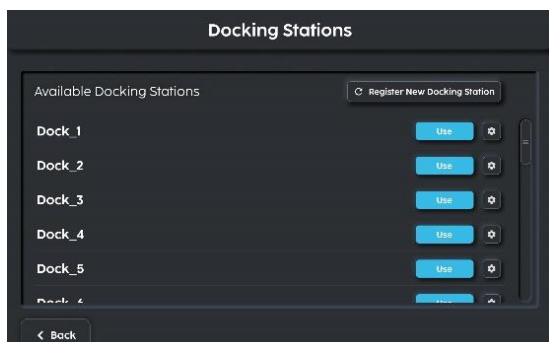 Docking Stations
Available Docking Stations
Register New Docking Station
Dock_1
Use
Dock_2
Use
Dock_3
Use
Dock_4
Use
Dock_5
Use
Back